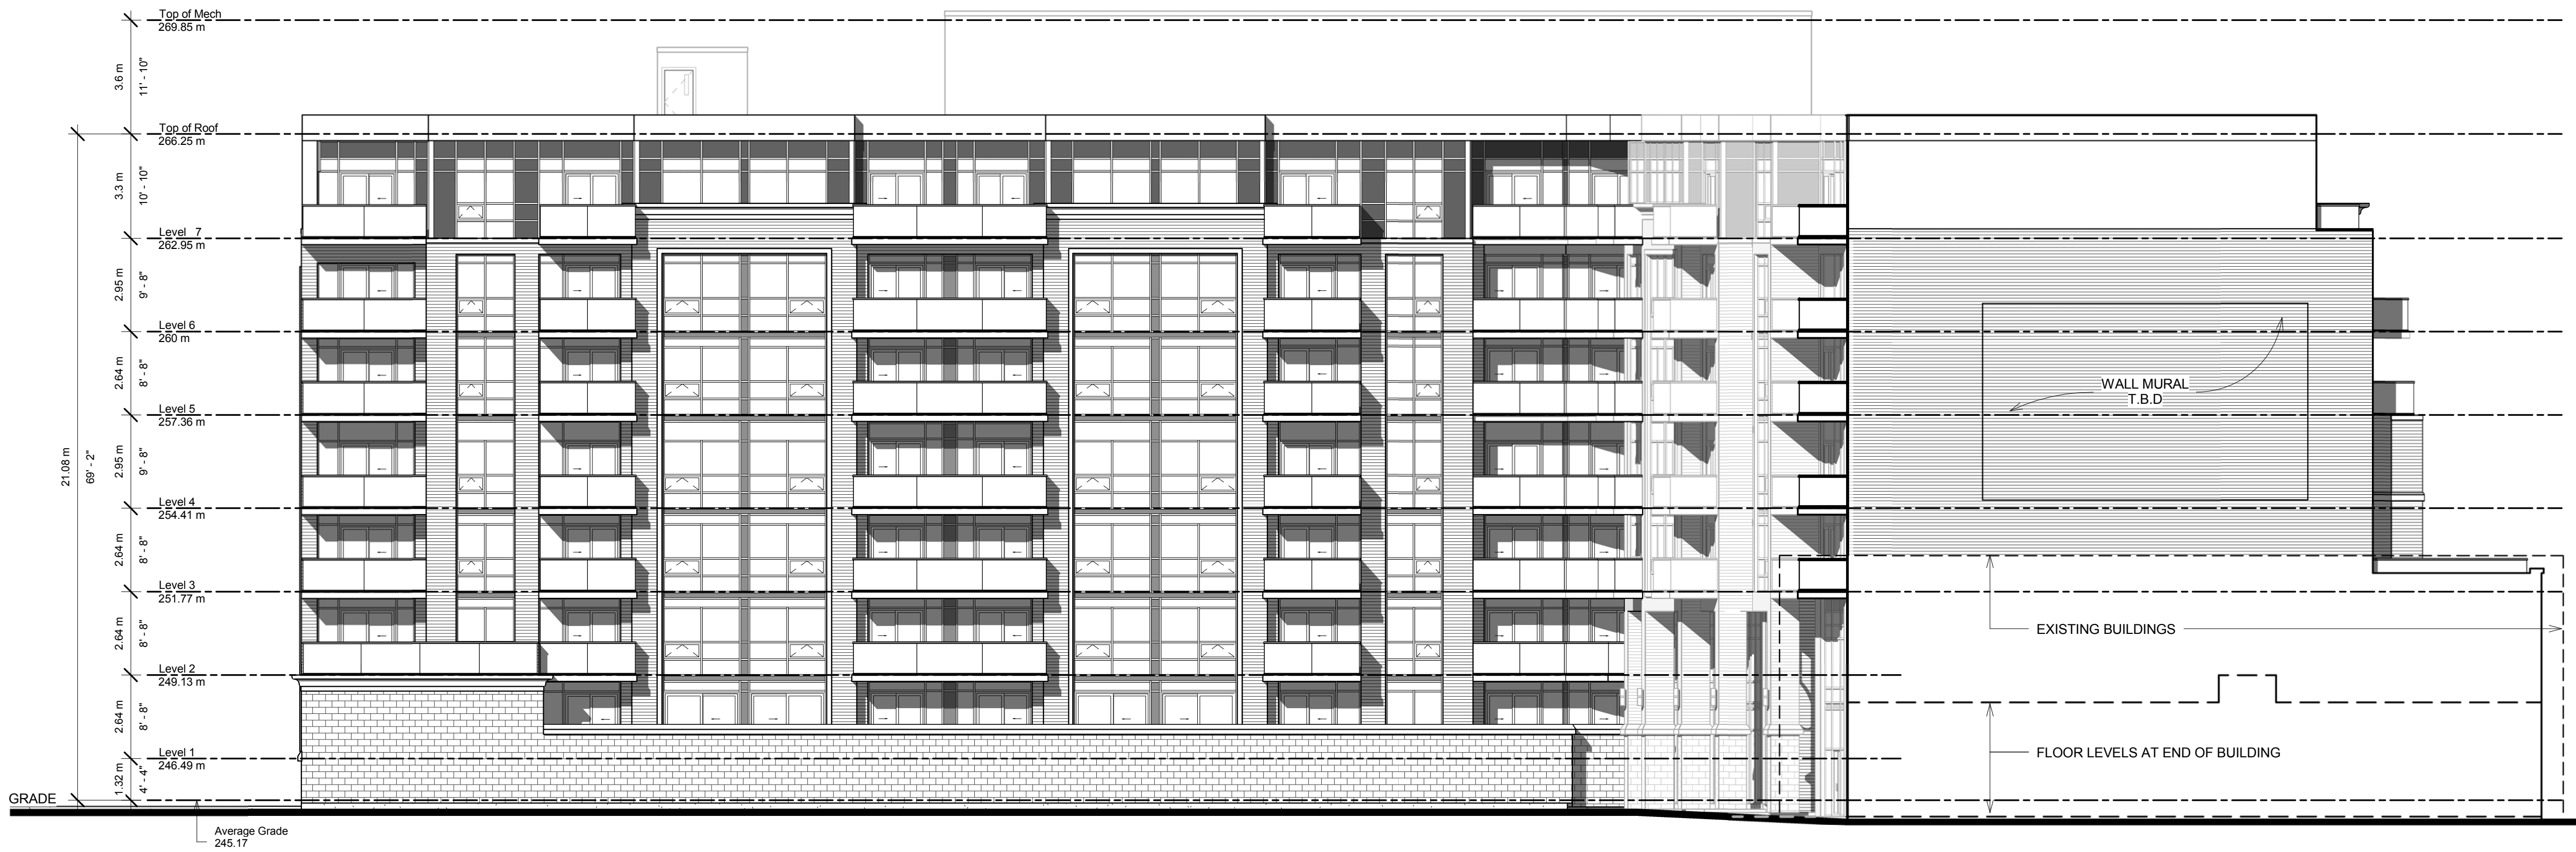 Top of Mech
269.85 m
3.6 m
11' - 10"
Top of Roof
266.25 m
3.3 m
10' - 10"
Level 7
262.95 m
2.95 m
9' - 8"
Level 6
260 m
2.64 m
8' - 8"
Level 5
257.36 m
2.95 m
9' - 8"
Level 4
254.41 m
2.64 m
8' - 8"
Level 3
251.77 m
2.64 m
8' - 8"
Level 2
249.13 m
2.64 m
8' - 8"
Level 1
246.49 m
1.32 m
4' - 4"
21.08 m
69' - 2"
GRADE
Average Grade
245.17
WALL MURAL
T.B.D
EXISTING BUILDINGS
FLOOR LEVELS AT END OF BUILDING